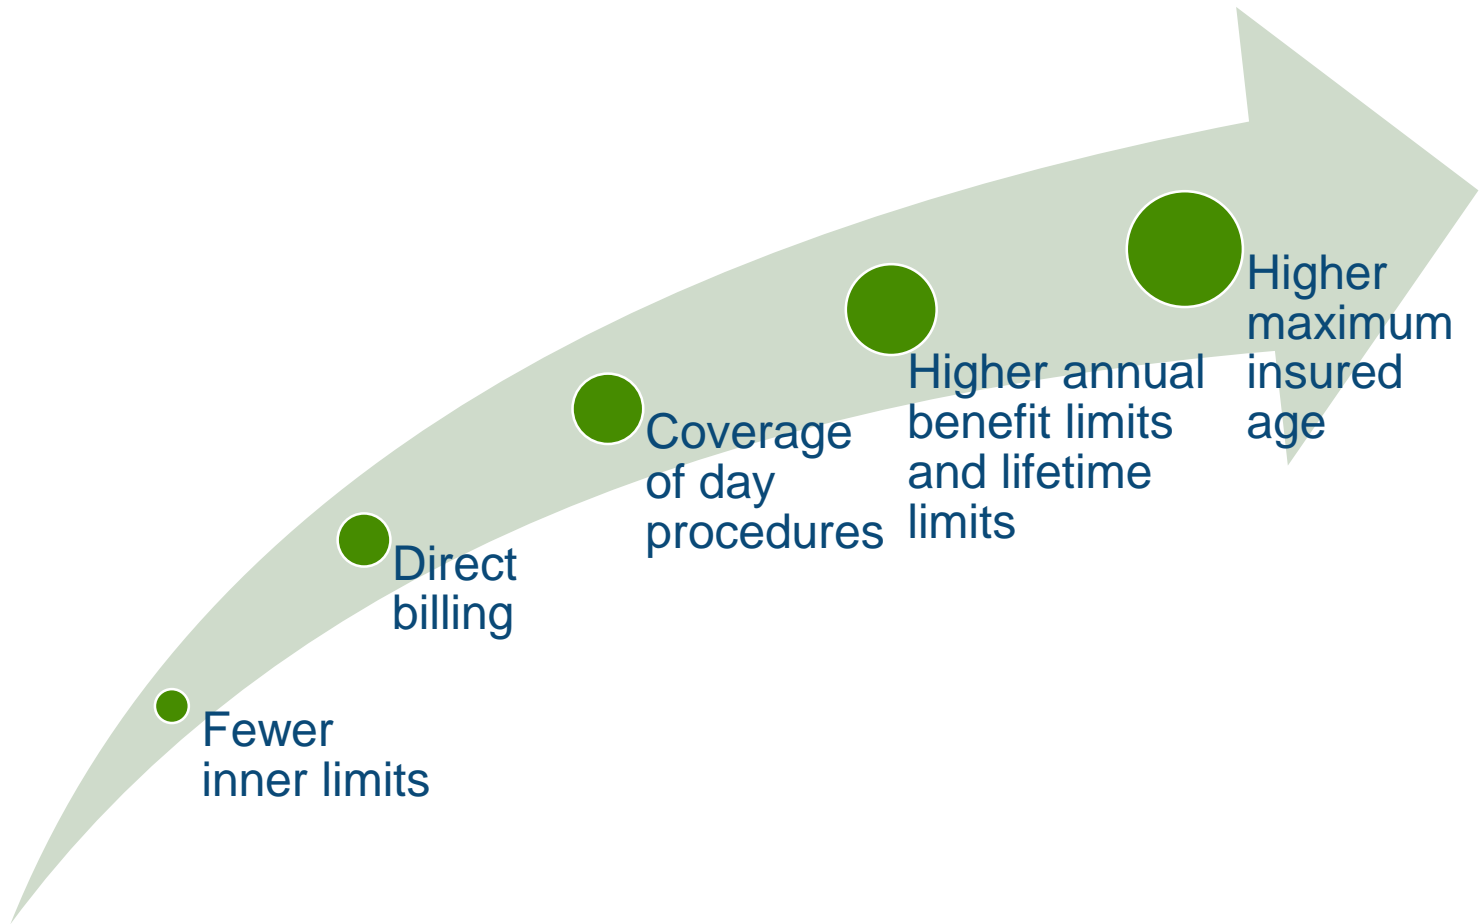 Fewer
inner limits
Direct
billing
Coverage
of day
procedures
Higher annual
benefit limits
and lifetime
limits
Higher
maximum
insured
age